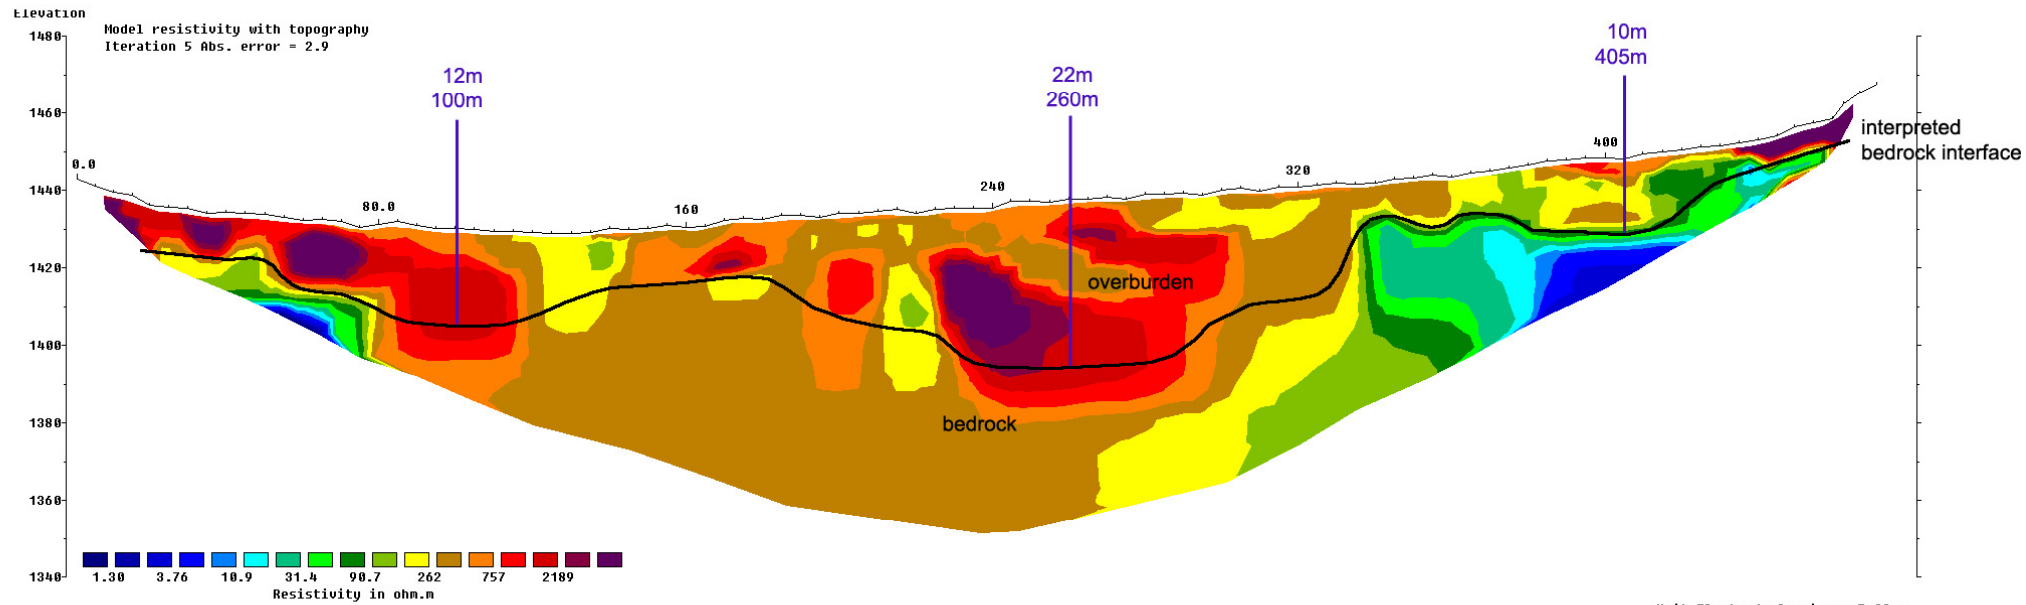 Elevation
Model resistivity with topography
Iteration 5 Abs. error = 2.9
1480
1460
1440
1420
1400
1380
1360
1340
12m
100m
22m
260m
10m
405m
0.0
80.0
160
240
320
400
interpreted
bedrock interface
overburden
bedrock
1.30 3.76 10.9 31.4 90.7 262 757 2189
Resistivity in ohm.m